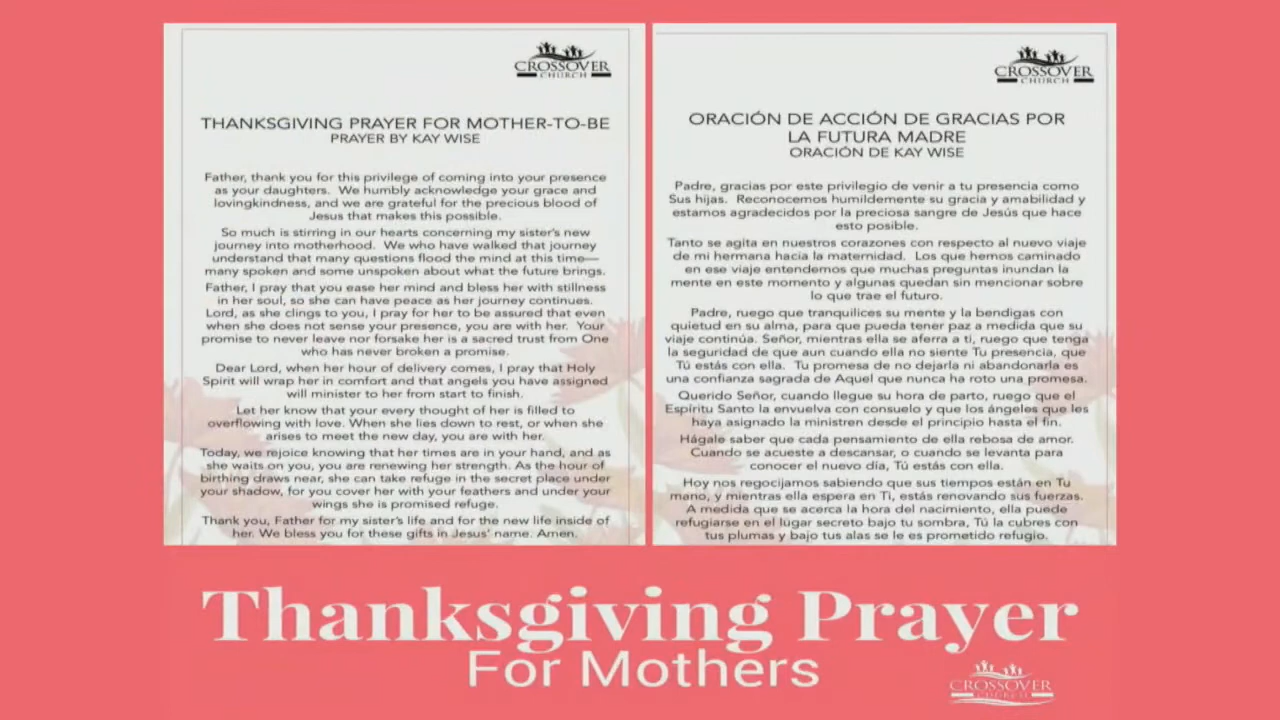 CROSSOVER
CHURCH
THANKSGIVING PRAYER FOR MOTHER-TO-BE
PRAYER BY KAY WISE
Father, thank you for this privilege of coming into your presence
as your daughters. We humbly acknowledge your grace and
lovingkindness, and we are grateful for the precious blood of
Jesus that makes this possible.
So much is stirring in our hearts concerning my sister's new
journey into motherhood. We who have walked that journey
understand that many questions flood the mind at this time—
many spoken and some unspoken about what the future brings.
Father, I pray that you ease her mind and bless her with stillness
in her soul, so she can have peace as her journey continues.
Lord, as she clings to you, I pray for her to be assured that even
when she does not sense your presence, you are with her. Your
promise to never leave nor forsake her is a sacred trust from One
who has never broken a promise.
Dear Lord, when her hour of delivery comes, I pray that Holy
Spirit will wrap her in comfort and that angels you have assigned
will minister to her from start to finish.
Let her know that your every thought of her is filled to
overflowing with love. When she lies down to rest, or when she
arises to meet the new day, you are with her.
Today, we rejoice knowing that her times are in your hand, and as
she waits on you, you are renewing her strength. As the hour of
birthing draws near, she can take refuge in the secret place under
your shadow, for you cover her with your feathers and under your
wings she is promised refuge.
Thank you, Father for my sister's life and for the new life inside of
her. We bless you for these gifts in Jesus' name. Amen.
CROSSOVER
CHURCH
ORACIÓN DE ACCIÓN DE GRACIAS POR
LA FUTURA MADRE
ORACIÓN DE KAY WISE
Padre, gracias por este privilegio de venir a tu presencia como
Sus hijas. Reconocemos humildemente su gracia y amabilidad y
estamos agradecidos por la preciosa sangre de Jesús que hace
esto posible.
Tanto se agita en nuestros corazones con respecto al nuevo viaje
de mi hermana hacia la maternidad. Los que hemos caminado
en ese viaje entendemos que muchas preguntas inundan la
mente en este momento y algunas quedan sin mencionar sobre
lo que trae el futuro.
Padre, ruego que tranquilices su mente y la bendigas con
quietud en su alma, para que pueda tener paz a medida que su
viaje continúa. Señor, mientras ella se aferra a ti, ruego que tenga
la seguridad de que aun cuando ella no siente Tu presencia, que
Tú estás con ella. Tu promesa de no dejarla ni abandonarla es
una confianza sagrada de Aquel que nunca ha roto una promesa.
Querido Señor, cuando llegue su hora de parto, ruego que el
Espíritu Santo la envuelva con consuelo y que los ángeles que les
haya asignado la ministren desde el principio hasta el fin.
Hágale saber que cada pensamiento de ella rebosa de amor.
Cuando se acueste a descansar, o cuando se levanta para
conocer el nuevo día, Tú estás con ella.
Hoy nos regocijamos sabiendo que sus tiempos están en Tu
mano, y mientras ella espera en Ti, estás renovando sus fuerzas.
A medida que se acerca la hora del nacimiento, ella puede
refugiarse en el lugar secreto bajo tu sombra, Tú la cubres con
tus plumas y bajo tus alas se le es prometido refugio.
Thanksgiving Prayer
For Mothers
CROSSOVER
CHURCH